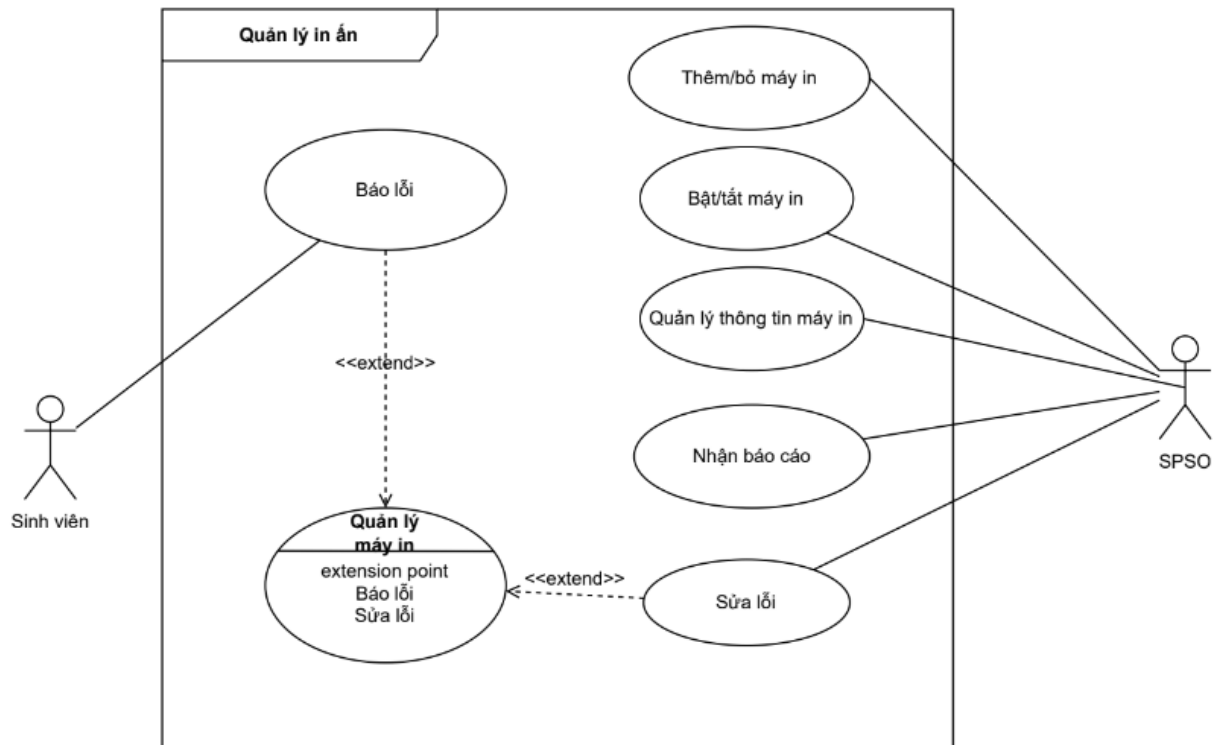 Quản lý in ấn
Thêm/bỏ máy in
Báo lỗi
Bật/tắt máy in
Quản lý thông tin máy in
<<extend>>
Nhận báo cáo
SPSO
Sinh viên
Quản lý
máy in
extension point
Báo lỗi
Sửa lỗi
<<extend>>
Sửa lỗi